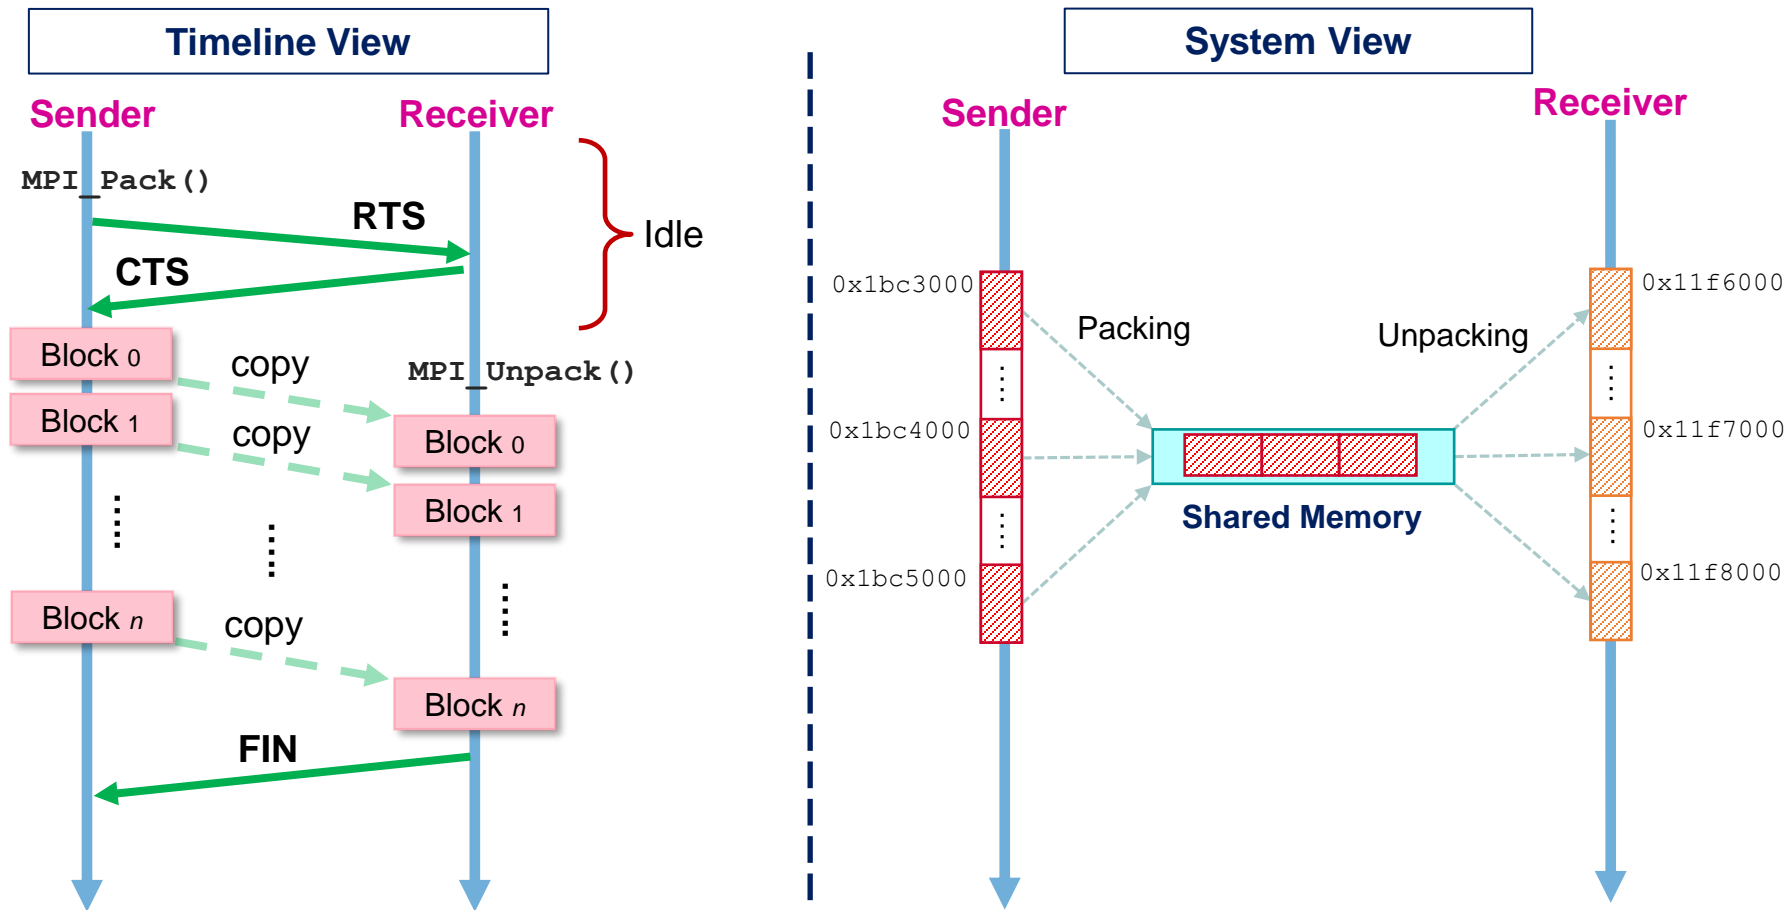 Timeline View
Sender
Receiver
MPI_Pack()
RTS
CTS
Idle
Block 0
copy
MPI_Unpack()
Block 1
copy
Block 0
Block 1
Block n
copy
Block n
FIN
System View
Sender
Receiver
0x1bc3000
0x11f6000
Packing
Unpacking
0x1bc4000
0x11f7000
Shared Memory
0x1bc5000
0x11f8000